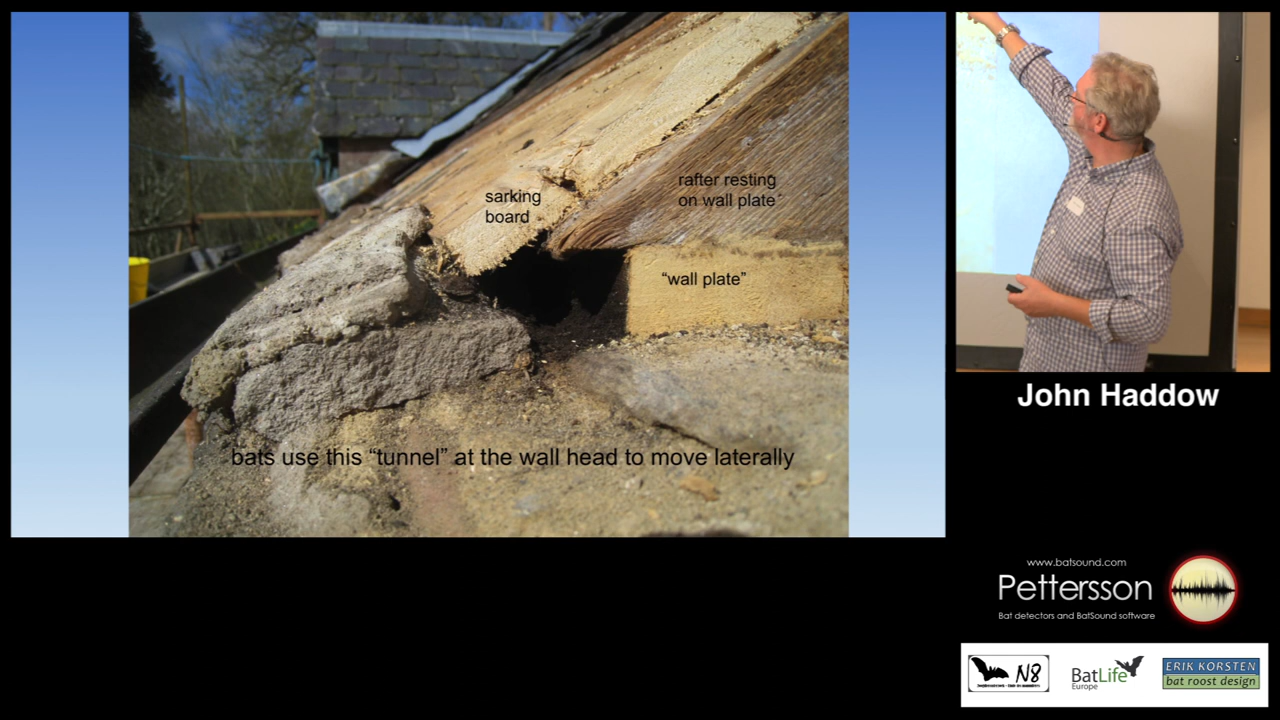 sarking
board
rafter resting
on wall plate
“wall plate”
bats use this “tunnel” at the wall head to move laterally
John Haddow
www.batsound.com
Pettersson
Bat detectors and BatSound software
N8
BatLife
Europe
ERIK KORSTEN
bat roost design